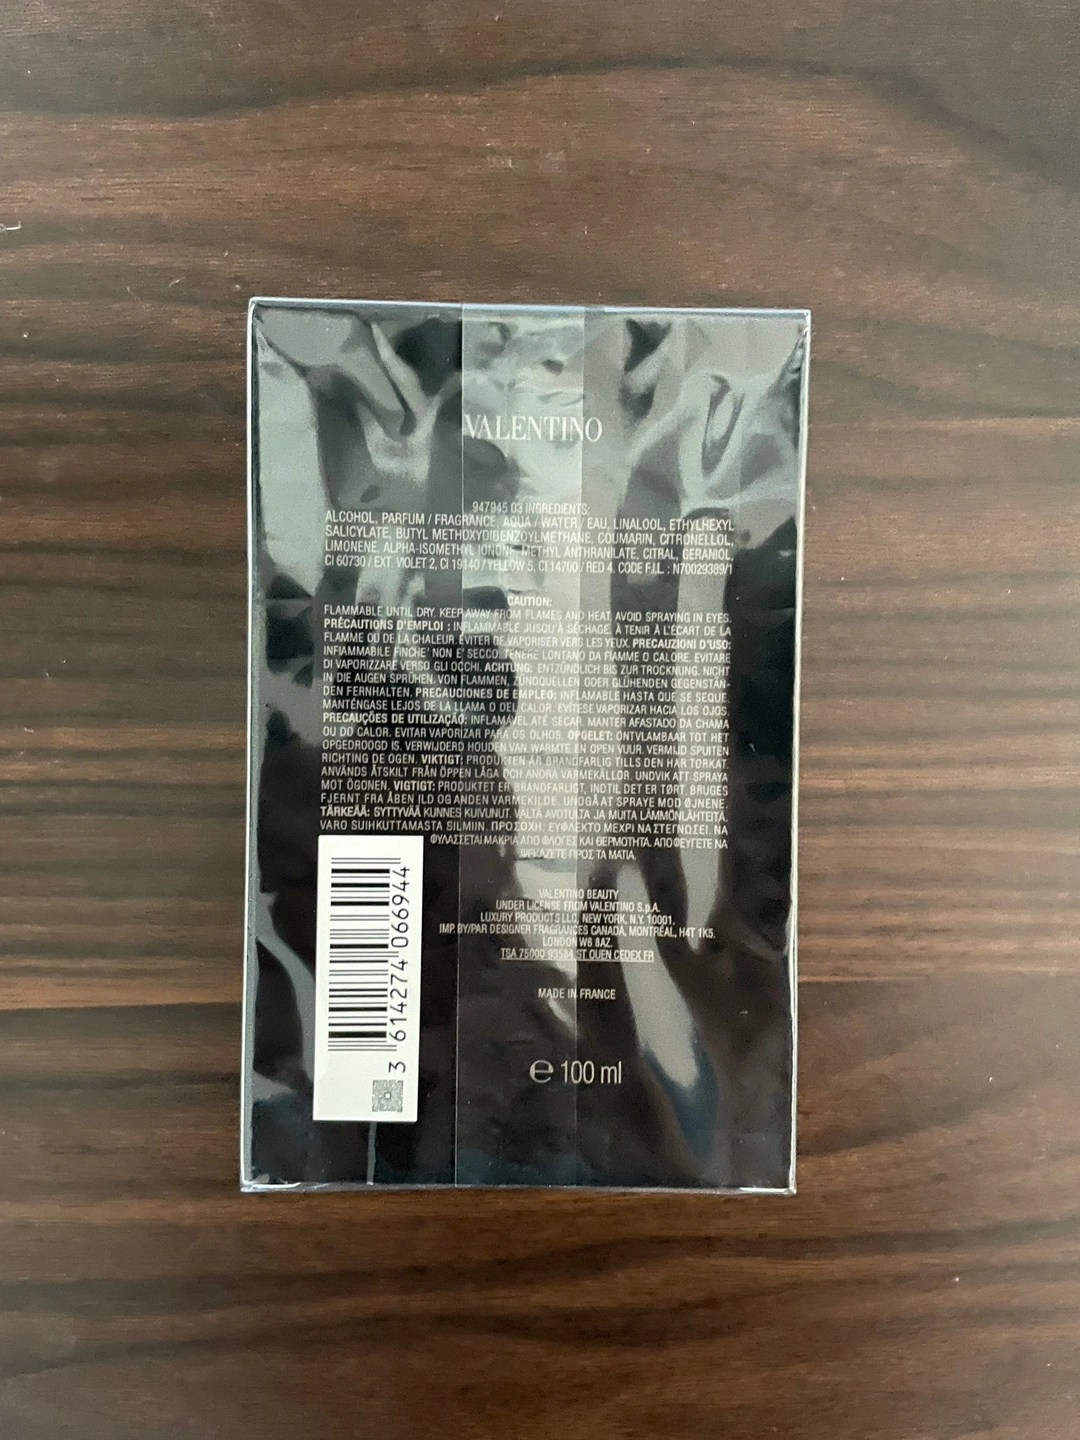 VALENTINO
947945 03 INGREDIENTS:
ALCOHOL, PARFUM / FRAGRANCE, AQUA / WATER / EAU, LINALOOL, ETHYLHEXYL
SALICYLATE, BUTYL METHOXYDIBENZOYLMETHANE, COUMARIN, CITRONELLOL,
LIMONENE, ALPHA-ISOMETHYL IONONE, METHYL ANTHRANILATE, CITRAL, GERANIOL,
CI 60730 / EXT. VIOLET 2, CI 19140 / YELLOW 5, CI 14700 / RED 4. CODE F.I.L. : N70029389/1
CAUTION:
FLAMMABLE UNTIL DRY. KEEP AWAY FROM FLAMES AND HEAT. AVOID SPRAYING IN EYES.
PRÉCAUTIONS D'EMPLOI : INFLAMMABLE JUSQU'À SÉCHAGE. À TENIR À L'ÉCART DE LA
FLAMME OU DE LA CHALEUR. ÉVITER DE VAPORISER VERS LES YEUX. PRECAUZIONI D'USO:
INFIAMMABILE FINCHE' NON E' SECCO. TENERE LONTANO DA FIAMME O CALORE. EVITARE
DI VAPORIZZARE VERSO GLI OCCHI. ACHTUNG: ENTZÜNDLICH BIS ZUR TROCKNUNG. NICHT
IN DIE AUGEN SPRÜHEN. VON FLAMMEN, ZÜNDQUELLEN ODER GLÜHENDEN GEGENSTÄN-
DEN FERNHALTEN. PRECAUCIONES DE EMPLEO: INFLAMABLE HASTA QUE SE SEQUE.
MANTÉNGASE LEJOS DE LA LLAMA O DEL CALOR. EVÍTESE VAPORIZAR HACIA LOS OJOS.
PRECAUÇÕES DE UTILIZAÇÃO: INFLAMÁVEL ATÉ SECAR. MANTER AFASTADO DA CHAMA
OU DO CALOR. EVITAR VAPORIZAR PARA OS OLHOS. OPGELET: ONTVLAMBAAR TOT HET
OPGEDROOGD IS. VERWIJDERD HOUDEN VAN WARMTE EN OPEN VUUR. VERMIJD SPUITEN
RICHTING DE OGEN. VIKTIGT: PRODUKTEN ÄR BRANDFARLIG TILLS DEN HAR TORKAT.
ANVÄNDS ÅTSKILT FRÅN ÖPPEN LÅGA OCH ANDRA VÄRMEKÄLLOR. UNDVIK ATT SPRAYA
MOT ÖGONEN. VIGTIGT: PRODUKTET ER BRANDFARLIGT, INDTIL DET ER TØRT. BRUGES
FJERNT FRA ÅBEN ILD OG ANDEN VARMEKILDE. UNDGÅ AT SPRAYE MOD ØJNENE.
TÄRKEÄÄ: SYTTYVÄÄ KUNNES KUIVUNUT. VÄLTÄ AVOTULTA JA MUITA LÄMMÖNLÄHTEITÄ.
VARO SUIHKUTTAMASTA SILMIIN. ΠΡΟΣΟΧΗ: ΕΥΦΛΕΚΤΟ ΜΕΧΡΙ ΝΑ ΣΤΕΓΝΩΣΕΙ. ΝΑ
ΦΥΛΑΣΣΕΤΑΙ ΜΑΚΡΙΑ ΑΠΟ ΦΛΟΓΕΣ ΚΑΙ ΘΕΡΜΟΤΗΤΑ. ΑΠΟΦΕΥΓΕΤΕ ΝΑ
ΨΕΚΑΖΕΤΕ ΠΡΟΣ ΤΑ ΜΑΤΙΑ.
VALENTINO BEAUTY
UNDER LICENSE FROM VALENTINO S.p.A.
LUXURY PRODUCTS LLC, NEW YORK, N.Y. 10001.
IMP. BY/PAR DESIGNER FRAGRANCES CANADA, MONTRÉAL, H4T 1K5.
LONDON W6 8AZ.
TSA 75000 93584 ST OUEN CEDEX FR
MADE IN FRANCE
℮ 100 ml
3 614274 066944